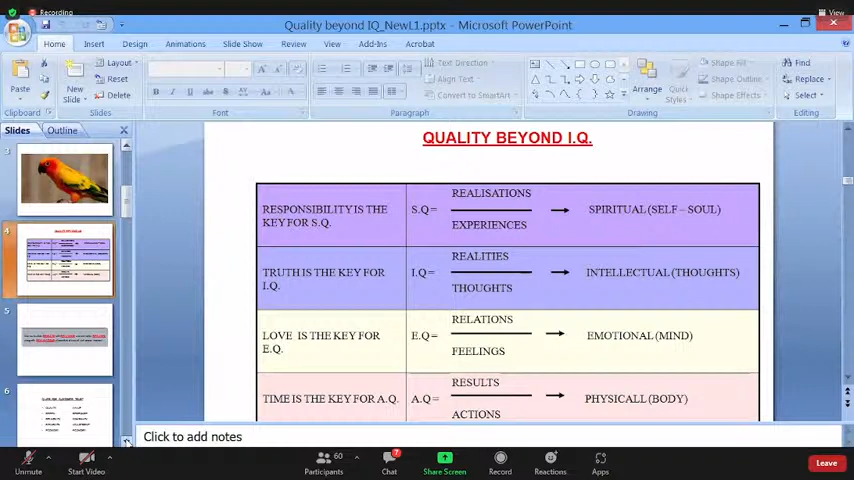 Recording
View
Quality beyond IQ_NewL1.pptx - Microsoft PowerPoint
Home Insert Design Animations Slide Show Review View Add-Ins Acrobat
Paste
Clipboard
New Slide
Layout
Reset
Delete
Slides
Font
Paragraph
Text Direction
Align Text
Convert to SmartArt
Arrange
Quick Styles
Shape Fill
Shape Outline
Shape Effects
Drawing
Find
Replace
Select
Editing
Slides Outline
3
4
5
6
QUALITY BEYOND I.Q.
RESPONSIBILITY IS THE
KEY FOR S.Q.
S.Q =
REALISATIONS
EXPERIENCES
SPIRITUAL (SELF – SOUL)
TRUTH IS THE KEY FOR
I.Q.
I.Q =
REALITIES
THOUGHTS
INTELLECTUAL (THOUGHTS)
LOVE IS THE KEY FOR
E.Q.
E.Q =
RELATIONS
FEELINGS
EMOTIONAL (MIND)
TIME IS THE KEY FOR A.Q.
A.Q =
RESULTS
ACTIONS
PHYSICALL (BODY)
Click to add notes
Unmute
Start Video
60
Participants
7
Chat
Share Screen
Record
Reactions
Apps
Leave